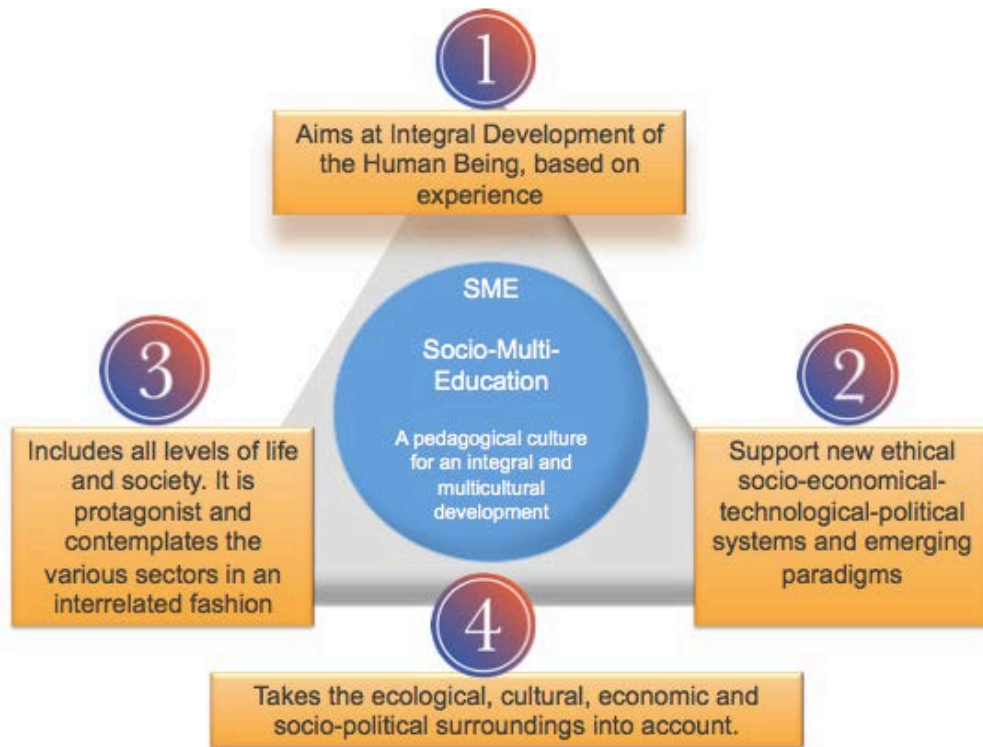 1
Aims at Integral Development of
the Human Being, based on
experience
SME
Socio-Multi-
Education
A pedagogical culture
for an integral and
multicultural
development
2
Support new ethical
socio-economical-
technological-political
systems and emerging
paradigms
3
Includes all levels of life
and society. It is
protagonist and
contemplates the
various sectors in an
interrelated fashion
4
Takes the ecological, cultural, economic and
socio-political surroundings into account.